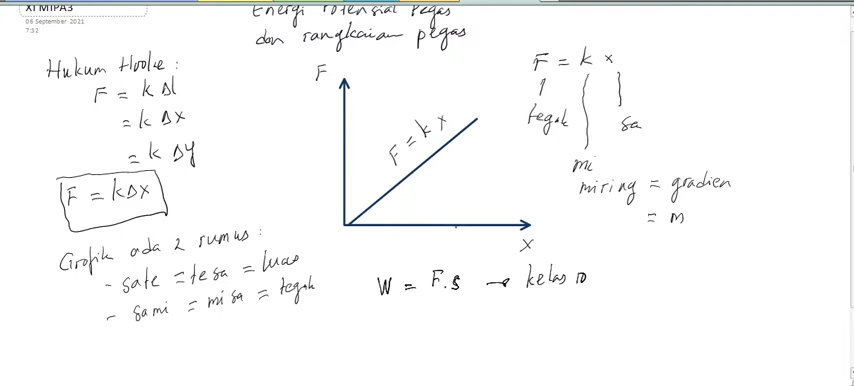 XI MIPA3
06 September 2021
7:32
Energi Potensial Pegas
dan rangkaian pegas
Hukum Hooke :
F = k Δl
= k Δx
= k Δy
F = kΔx
Grafik ada 2 rumus :
- sate = tesa = luas
- sami = misa = tegak
F
F = k x
x
W = F.s → kelas 10
F = k x
tegak
sa
mi
miring = gradien
= m